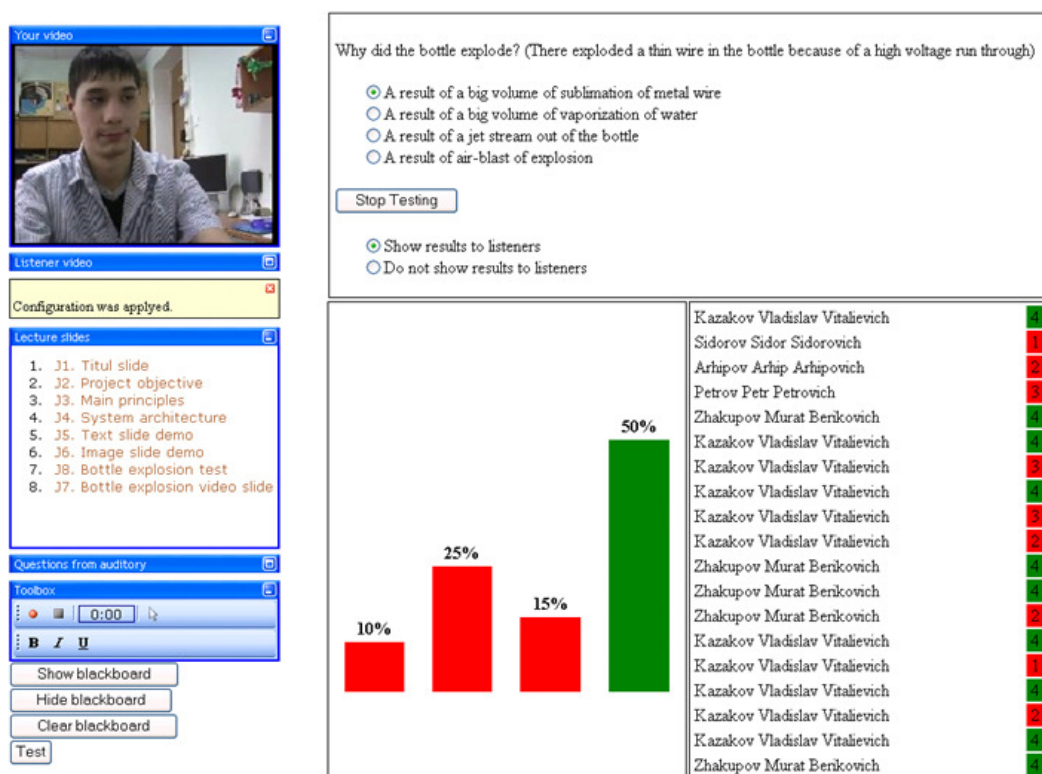 Your video
Listener video
Configuration was applyed.
Lecture slides
1. J1. Titul slide
2. J2. Project objective
3. J3. Main principles
4. J4. System architecture
5. J5. Text slide demo
6. J6. Image slide demo
7. J8. Bottle explosion test
8. J7. Bottle explosion video slide
Questions from auditory
Toolbox
0:00
B I U
Show blackboard
Hide blackboard
Clear blackboard
Test
Why did the bottle explode? (There exploded a thin wire in the bottle because of a high voltage run through)
A result of a big volume of sublimation of metal wire
A result of a big volume of vaporization of water
A result of a jet stream out of the bottle
A result of air-blast of explosion
Stop Testing
Show results to listeners
Do not show results to listeners
10%
25%
15%
50%
Kazakov Vladislav Vitalievich 4
Sidorov Sidor Sidorovich 1
Arhipov Arhip Arhipovich 2
Petrov Petr Petrovich 3
Zhakupov Murat Berikovich 4
Kazakov Vladislav Vitalievich 4
Kazakov Vladislav Vitalievich 3
Kazakov Vladislav Vitalievich 4
Kazakov Vladislav Vitalievich 3
Kazakov Vladislav Vitalievich 2
Zhakupov Murat Berikovich 4
Zhakupov Murat Berikovich 4
Zhakupov Murat Berikovich 2
Kazakov Vladislav Vitalievich 4
Kazakov Vladislav Vitalievich 1
Kazakov Vladislav Vitalievich 4
Kazakov Vladislav Vitalievich 2
Kazakov Vladislav Vitalievich 4
Zhakupov Murat Berikovich 4